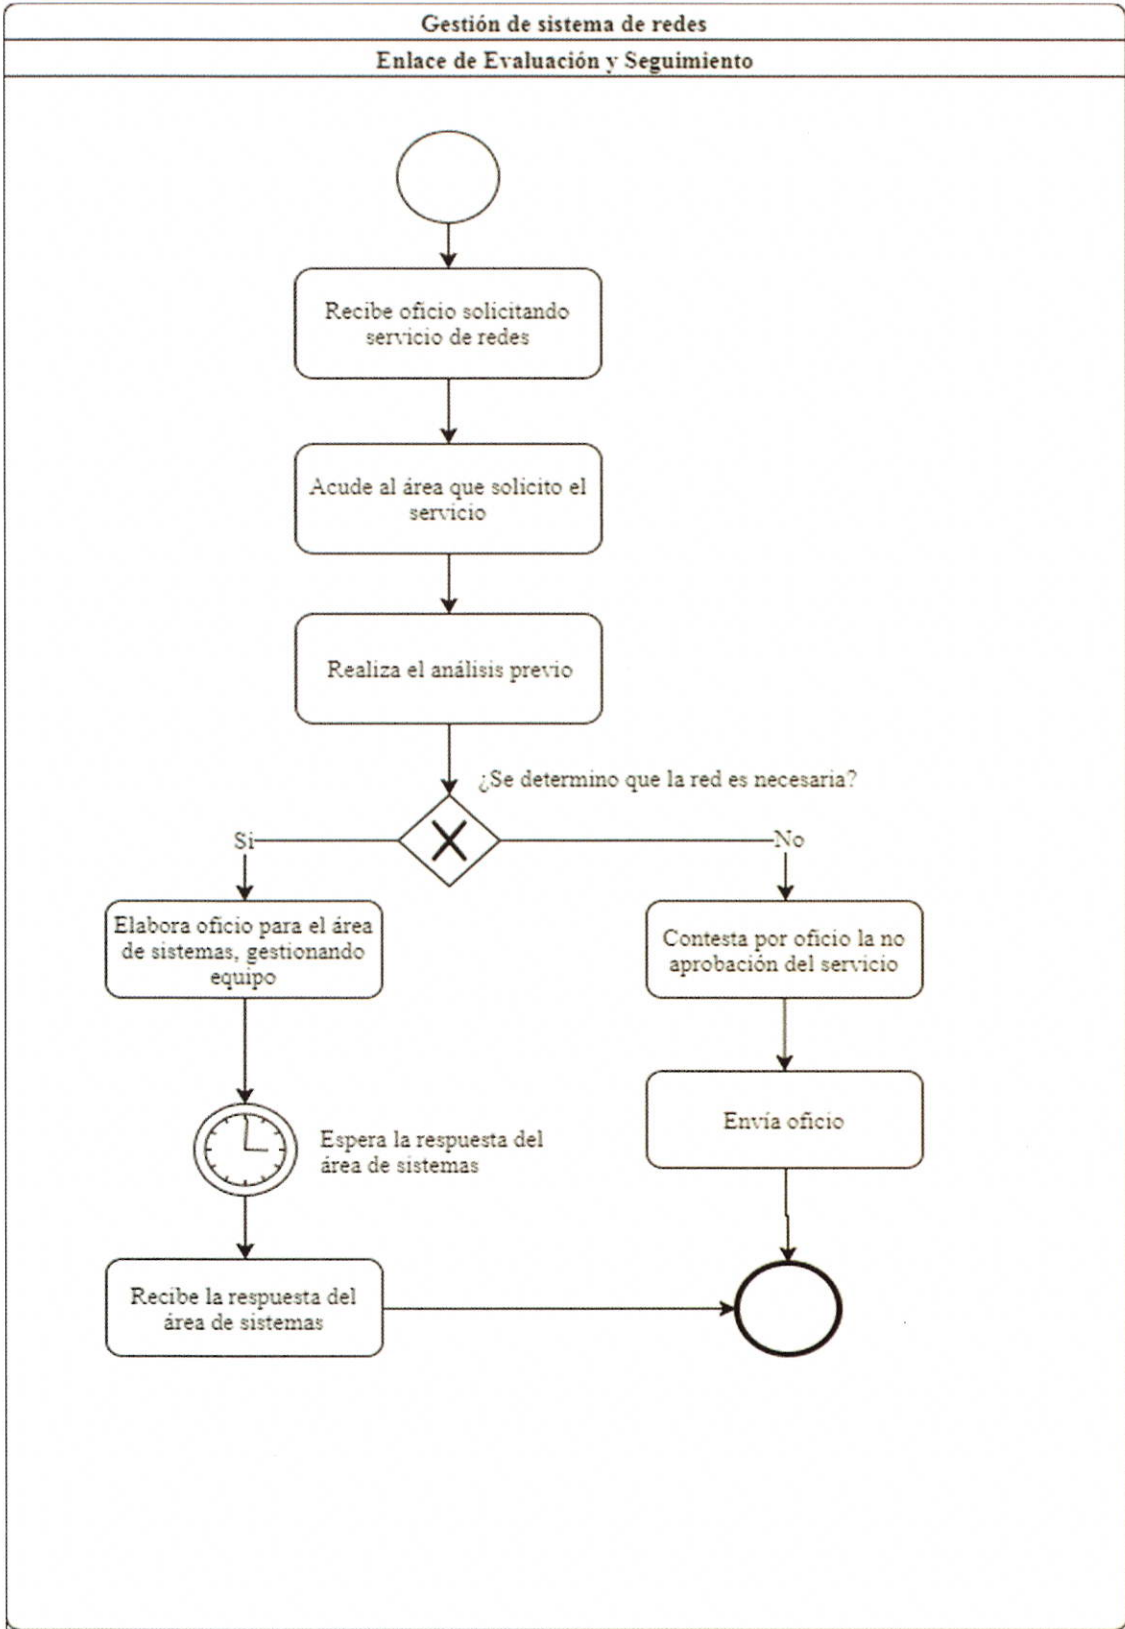 Gestión de sistema de redes
Enlace de Evaluación y Seguimiento
Recibe oficio solicitando
servicio de redes
Acude al área que solicito el
servicio
Realiza el análisis previo
¿Se determino que la red es necesaria?
Si
No
Elabora oficio para el área
de sistemas, gestionando
equipo
Contesta por oficio la no
aprobación del servicio
Espera la respuesta del
área de sistemas
Envía oficio
Recibe la respuesta del
área de sistemas